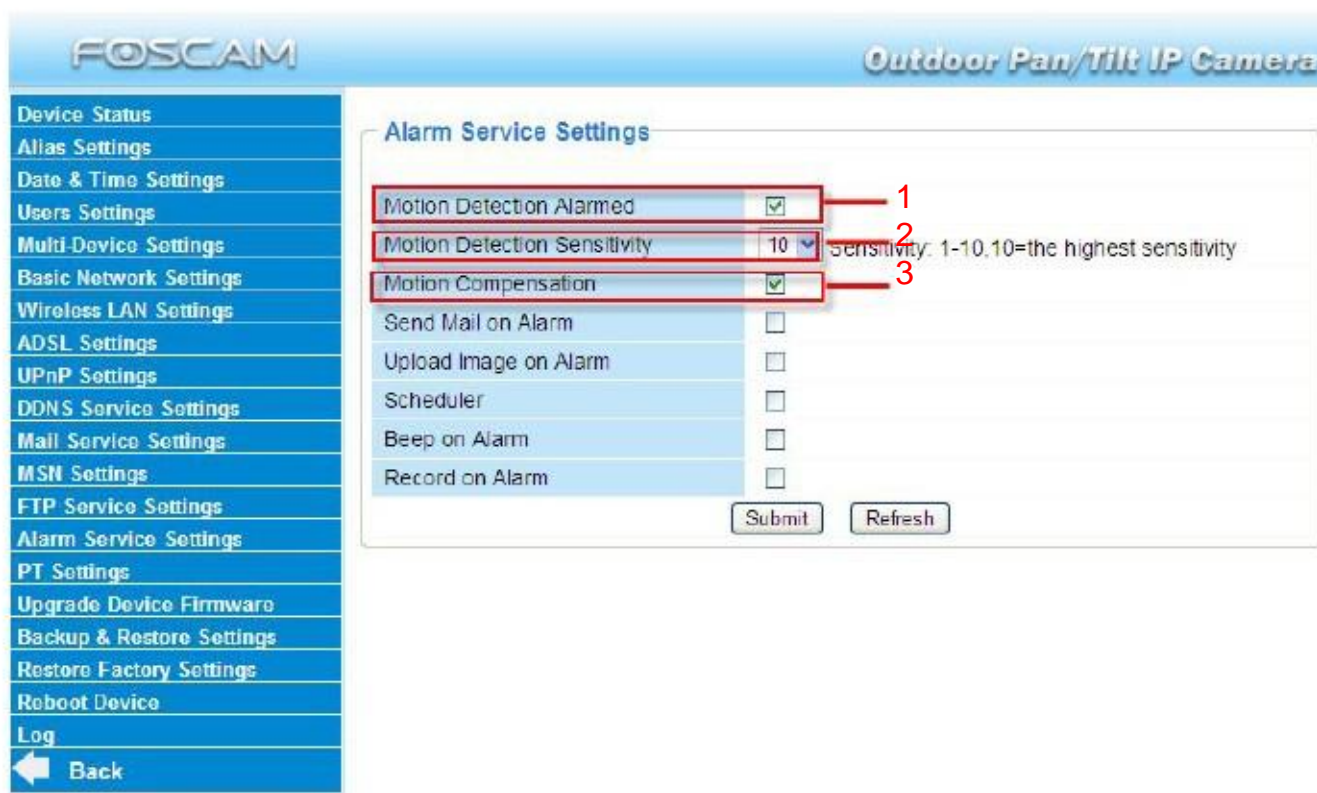 FOSCAM
Outdoor Pan/Tilt IP Camera
Device Status
Alias Settings
Date & Time Settings
Users Settings
Multi-Device Settings
Basic Network Settings
Wireless LAN Settings
ADSL Settings
UPnP Settings
DDNS Service Settings
Mail Service Settings
MSN Settings
FTP Service Settings
Alarm Service Settings
PT Settings
Upgrade Device Firmware
Backup & Restore Settings
Restore Factory Settings
Reboot Device
Log
Back
Alarm Service Settings
Motion Detection Alarmed 1
Motion Detection Sensitivity 10 2 Sensitivity: 1-10,10=the highest sensitivity
Motion Compensation 3
Send Mail on Alarm
Upload Image on Alarm
Scheduler
Beep on Alarm
Record on Alarm
Submit Refresh